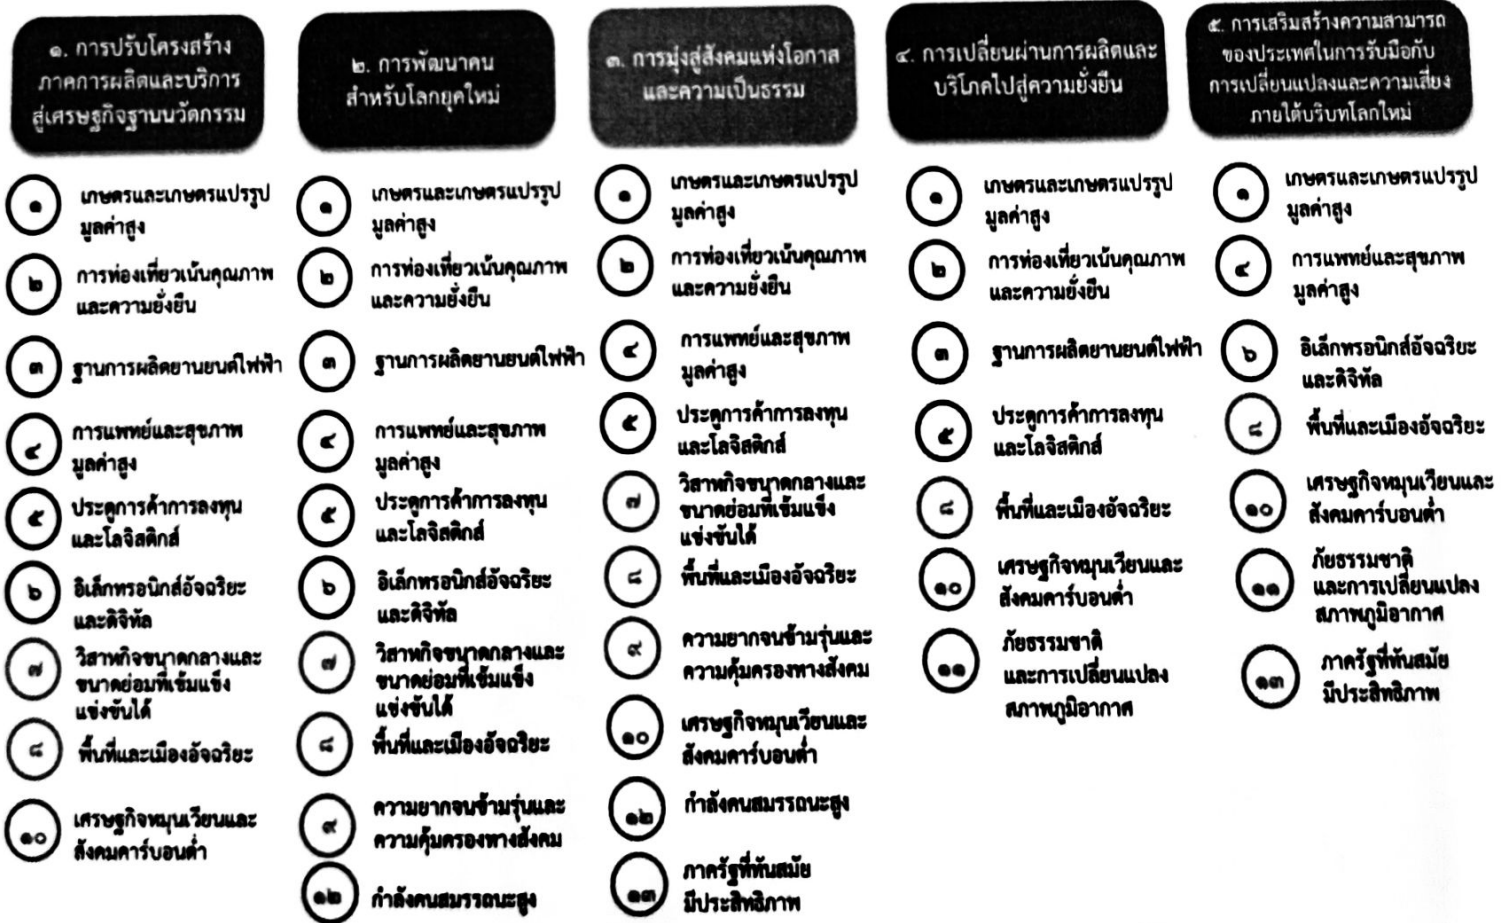 ๑. การปรับโครงสร้าง
ภาคการผลิตและบริการ
สู่เศรษฐกิจฐานนวัตกรรม
๑
เกษตรและเกษตรแปรรูป
มูลค่าสูง
๒
การท่องเที่ยวเน้นคุณภาพ
และความยั่งยืน
๓
ฐานการผลิตยานยนต์ไฟฟ้า
๔
การแพทย์และสุขภาพ
มูลค่าสูง
๕
ประตูการค้าการลงทุน
และโลจิสติกส์
๖
อิเล็กทรอนิกส์อัจฉริยะ
และดิจิทัล
๗
วิสาหกิจขนาดกลางและ
ขนาดย่อมที่เข้มแข็ง
แข่งขันได้
๘
พื้นที่และเมืองอัจฉริยะ
๑๐
เศรษฐกิจหมุนเวียนและ
สังคมคาร์บอนต่ำ
๒. การพัฒนาคน
สำหรับโลกยุคใหม่
๑
เกษตรและเกษตรแปรรูป
มูลค่าสูง
๒
การท่องเที่ยวเน้นคุณภาพ
และความยั่งยืน
๓
ฐานการผลิตยานยนต์ไฟฟ้า
๔
การแพทย์และสุขภาพ
มูลค่าสูง
๕
ประตูการค้าการลงทุน
และโลจิสติกส์
๖
อิเล็กทรอนิกส์อัจฉริยะ
และดิจิทัล
๗
วิสาหกิจขนาดกลางและ
ขนาดย่อมที่เข้มแข็ง
แข่งขันได้
๘
พื้นที่และเมืองอัจฉริยะ
๙
ความยากจนข้ามรุ่นและ
ความคุ้มครองทางสังคม
๑๒
กำลังคนสมรรถนะสูง
๓. การมุ่งสู่สังคมแห่งโอกาส
และความเป็นธรรม
๑
เกษตรและเกษตรแปรรูป
มูลค่าสูง
๒
การท่องเที่ยวเน้นคุณภาพ
และความยั่งยืน
๔
การแพทย์และสุขภาพ
มูลค่าสูง
๕
ประตูการค้าการลงทุน
และโลจิสติกส์
๗
วิสาหกิจขนาดกลางและ
ขนาดย่อมที่เข้มแข็ง
แข่งขันได้
๘
พื้นที่และเมืองอัจฉริยะ
๙
ความยากจนข้ามรุ่นและ
ความคุ้มครองทางสังคม
๑๐
เศรษฐกิจหมุนเวียนและ
สังคมคาร์บอนต่ำ
๑๒
กำลังคนสมรรถนะสูง
๑๓
ภาครัฐที่ทันสมัย
มีประสิทธิภาพ
๔. การเปลี่ยนผ่านการผลิตและ
บริโภคไปสู่ความยั่งยืน
๑
เกษตรและเกษตรแปรรูป
มูลค่าสูง
๒
การท่องเที่ยวเน้นคุณภาพ
และความยั่งยืน
๓
ฐานการผลิตยานยนต์ไฟฟ้า
๕
ประตูการค้าการลงทุน
และโลจิสติกส์
๘
พื้นที่และเมืองอัจฉริยะ
๑๐
เศรษฐกิจหมุนเวียนและ
สังคมคาร์บอนต่ำ
๑๑
ภัยธรรมชาติ
และการเปลี่ยนแปลง
สภาพภูมิอากาศ
๕. การเสริมสร้างความสามารถ
ของประเทศในการรับมือกับ
การเปลี่ยนแปลงและความเสี่ยง
ภายใต้บริบทโลกใหม่
๑
เกษตรและเกษตรแปรรูป
มูลค่าสูง
๔
การแพทย์และสุขภาพ
มูลค่าสูง
๖
อิเล็กทรอนิกส์อัจฉริยะ
และดิจิทัล
๘
พื้นที่และเมืองอัจฉริยะ
๑๐
เศรษฐกิจหมุนเวียนและ
สังคมคาร์บอนต่ำ
๑๑
ภัยธรรมชาติ
และการเปลี่ยนแปลง
สภาพภูมิอากาศ
๑๓
ภาครัฐที่ทันสมัย
มีประสิทธิภาพ